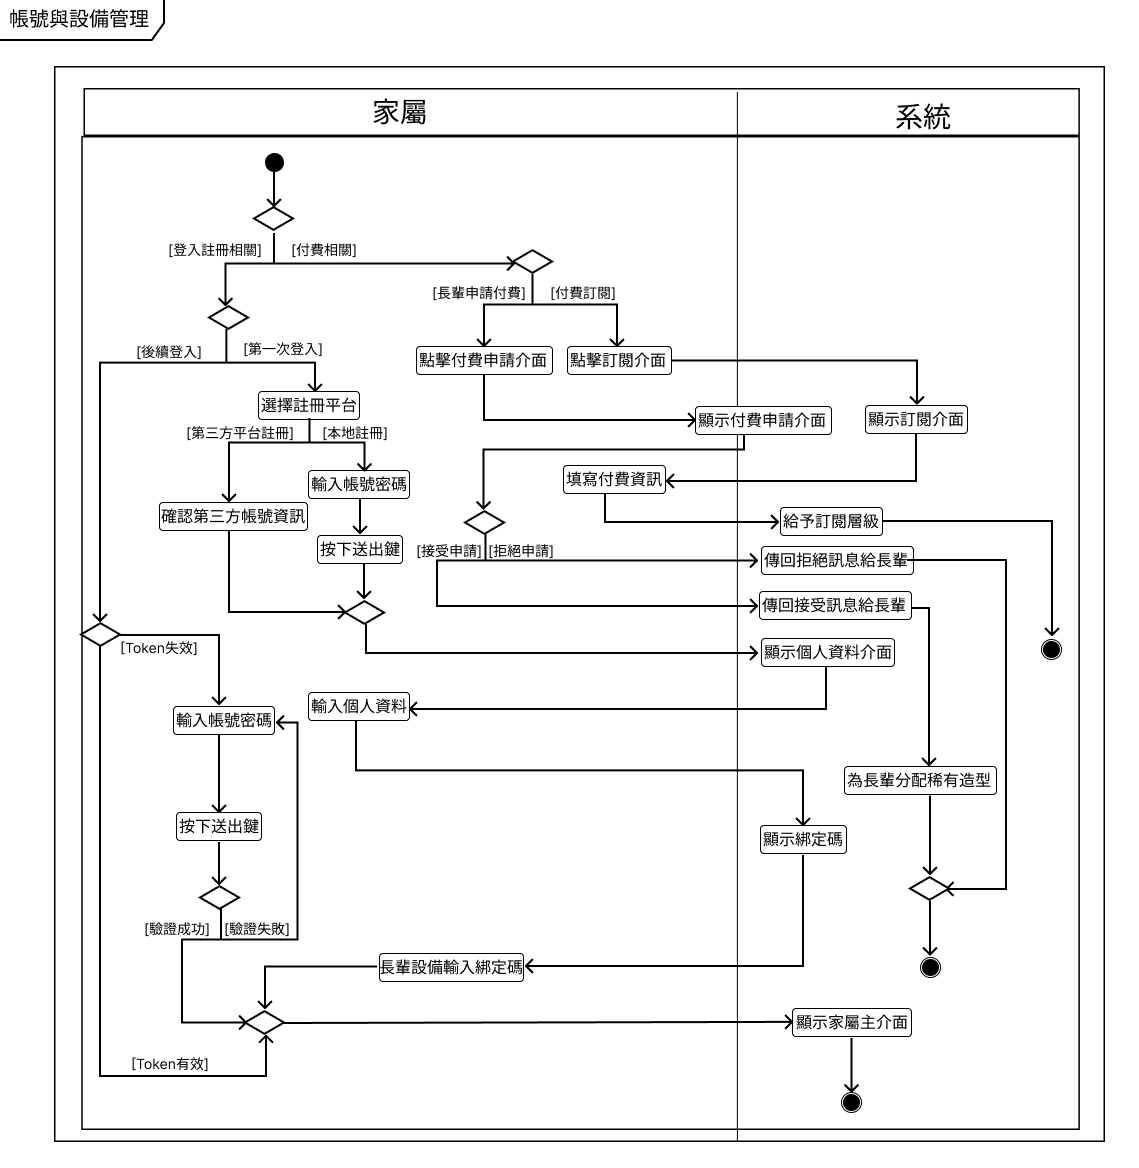 帳號與設備管理
家屬
系統
[登入註冊相關]
[付費相關]
[長輩申請付費]
[付費訂閱]
[後續登入]
[第一次登入]
點擊付費申請介面
點擊訂閱介面
選擇註冊平台
顯示付費申請介面
顯示訂閱介面
[第三方平台註冊]
[本地註冊]
輸入帳號密碼
填寫付費資訊
確認第三方帳號資訊
給予訂閱層級
按下送出鍵
[接受申請]
[拒絕申請]
傳回拒絕訊息給長輩
傳回接受訊息給長輩
[Token失效]
顯示個人資料介面
輸入帳號密碼
輸入個人資料
為長輩分配稀有造型
按下送出鍵
顯示綁定碼
[驗證成功]
[驗證失敗]
長輩設備輸入綁定碼
顯示家屬主介面
[Token有效]